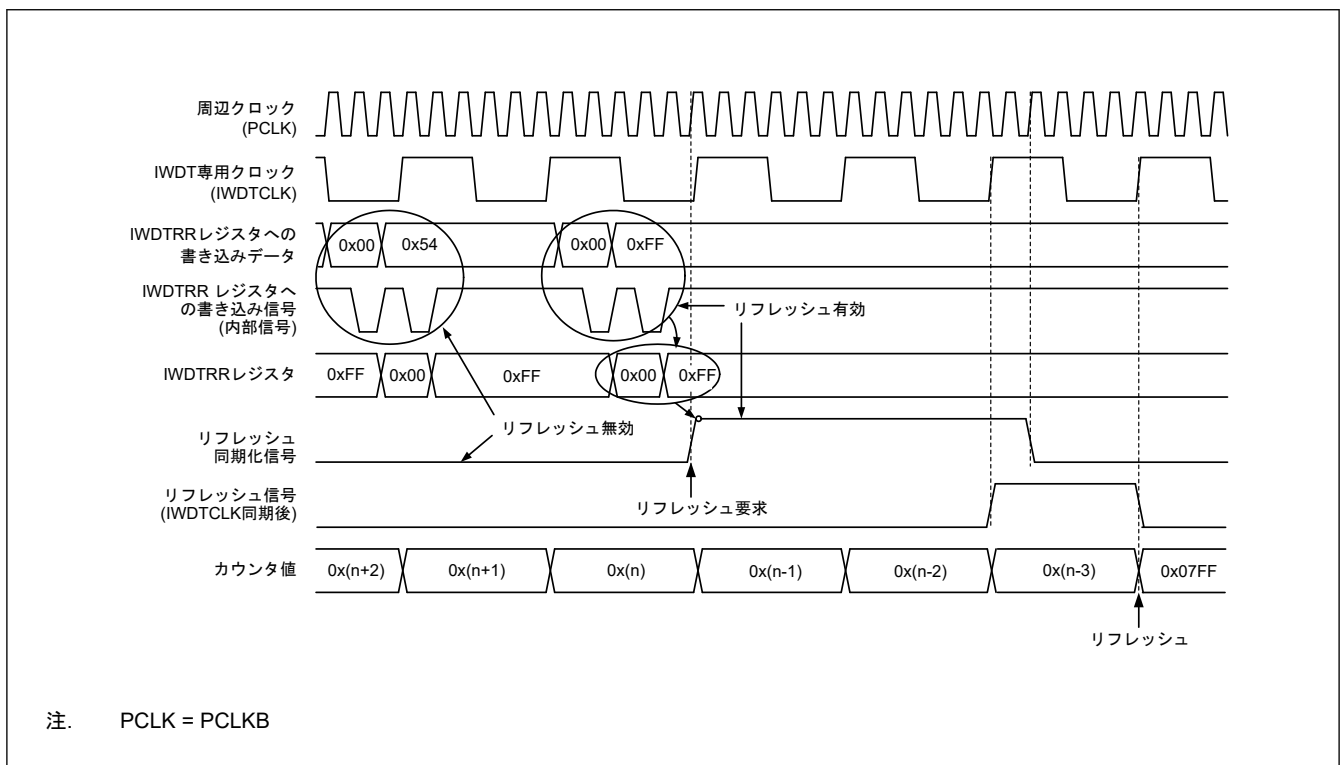 周辺クロック
(PCLK)
IWDT専用クロック
(IWDTCLK)
IWDTRRレジスタへの
書き込みデータ
0x00
0x54
0x00
0xFF
IWDTRR レジスタへ
の書き込み信号
(内部信号)
リフレッシュ有効
IWDTRRレジスタ
0xFF
0x00
0xFF
0x00
0xFF
リフレッシュ無効
リフレッシュ
同期化信号
リフレッシュ要求
リフレッシュ信号
(IWDTCLK同期後)
カウンタ値
0x(n+2)
0x(n+1)
0x(n)
0x(n-1)
0x(n-2)
0x(n-3)
0x07FF
リフレッシュ
注. PCLK = PCLKB